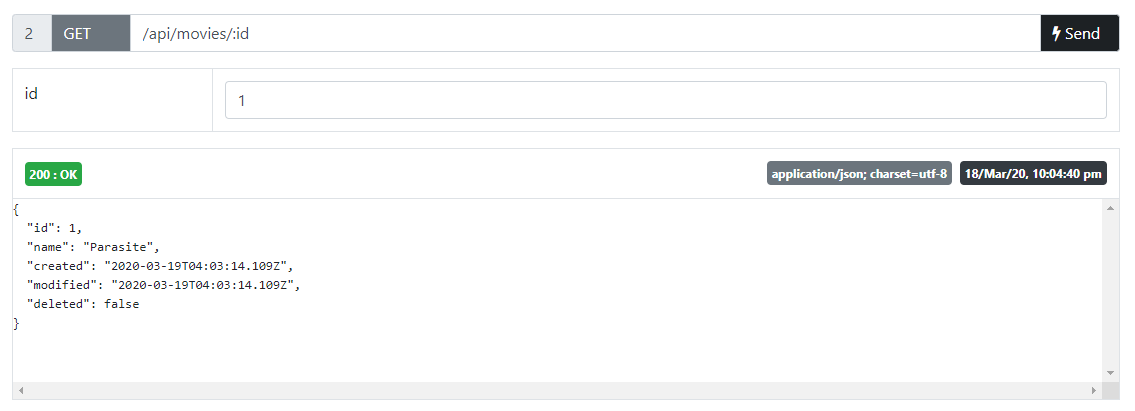 2 GET /api/movies/:id Send
id 1
200 : OK application/json; charset=utf-8 18/Mar/20, 10:04:40 pm
{
  "id": 1,
  "name": "Parasite",
  "created": "2020-03-19T04:03:14.109Z",
  "modified": "2020-03-19T04:03:14.109Z",
  "deleted": false
}